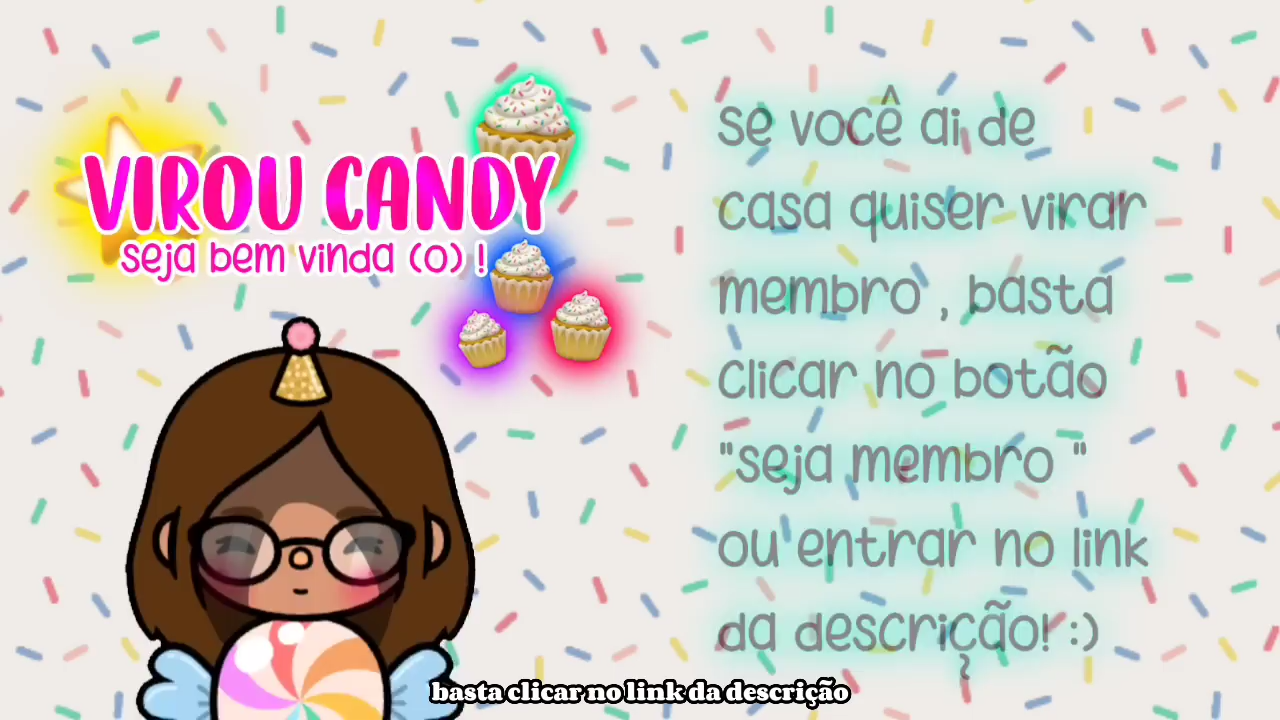 VIROU CANDY
seja bem vinda (o) !
se você ai de
casa quiser virar
membro , basta
clicar no botão
"seja membro "
ou entrar no link
da descrição! :)
basta clicar no link da descrição